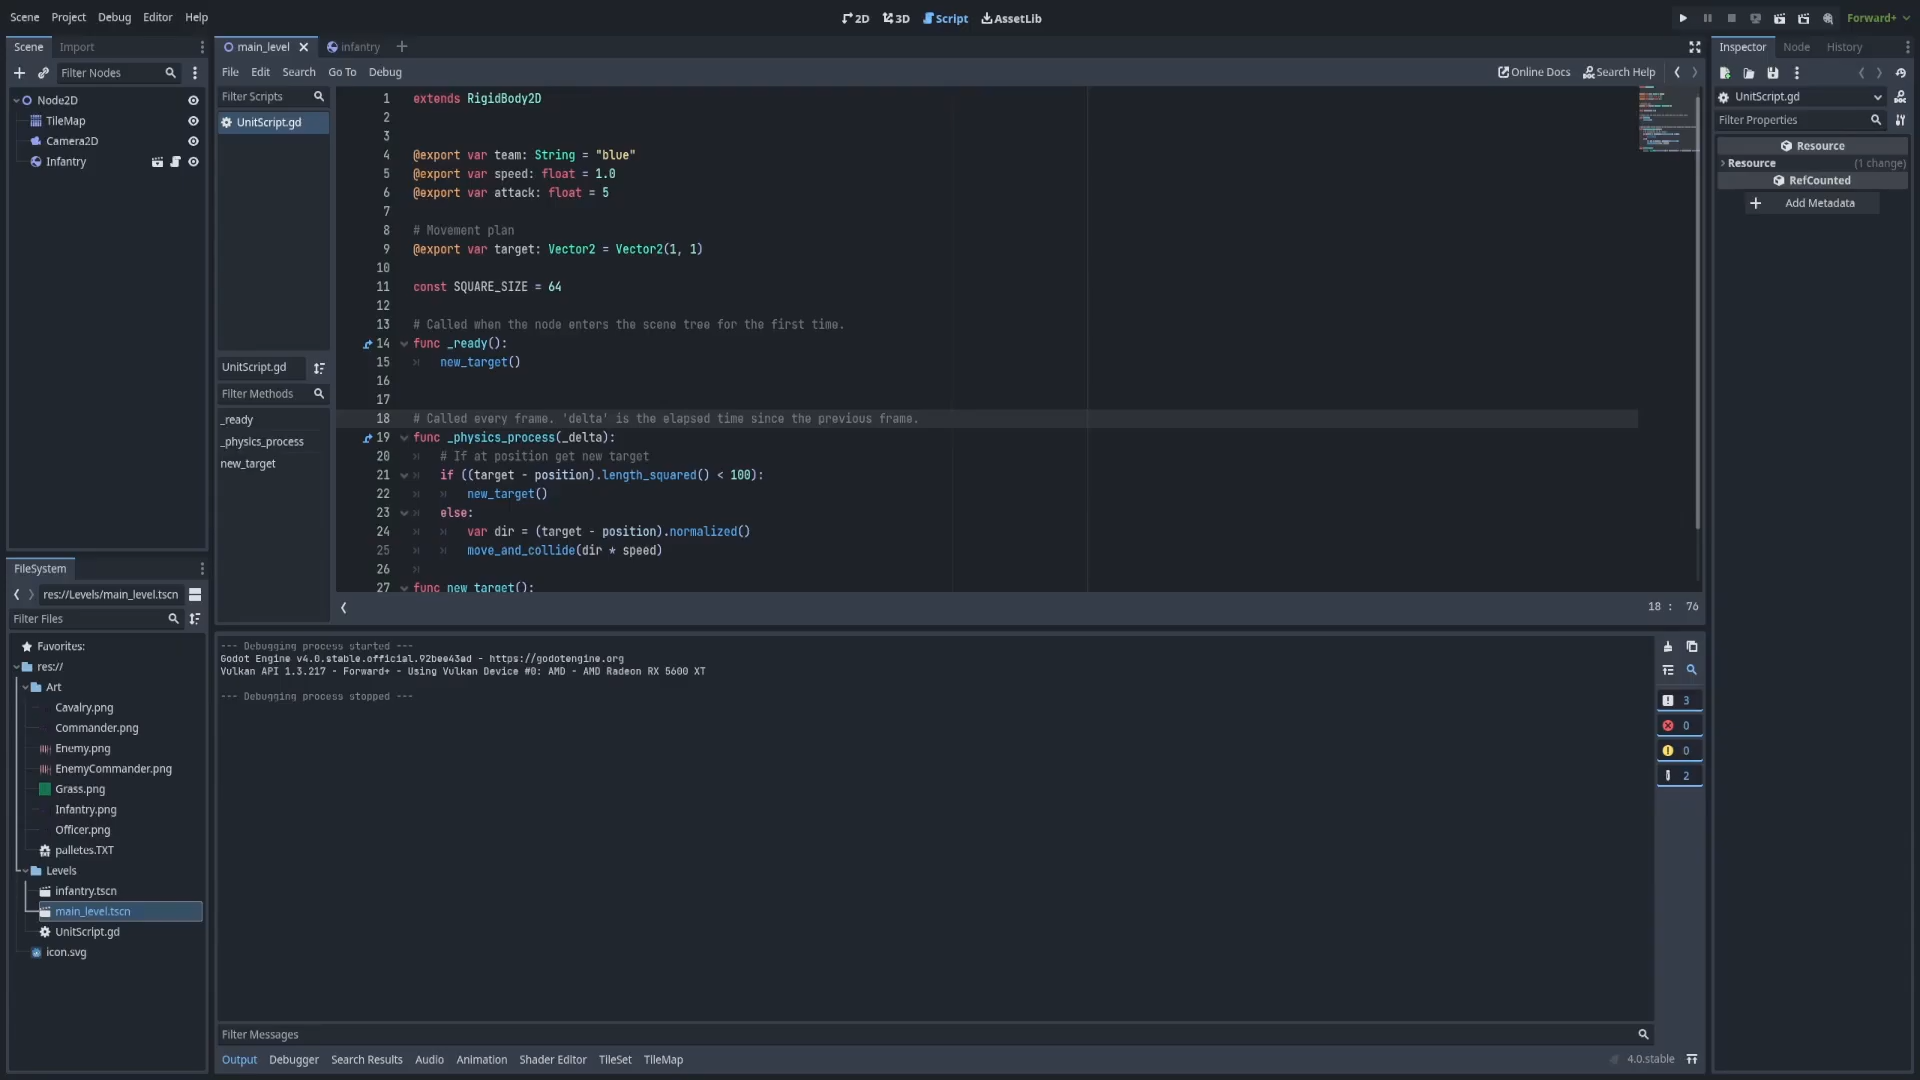 Scene Project Debug Editor Help
2D 3D Script AssetLib
Forward+
Scene Import
Filter Nodes
Node2D
TileMap
Camera2D
Infantry
FileSystem
res://Levels/main_level.tscn
Filter Files
Favorites:
res://
Art
Cavalry.png
Commander.png
Enemy.png
EnemyCommander.png
Grass.png
Infantry.png
Officer.png
palletes.TXT
Levels
infantry.tscn
main_level.tscn
UnitScript.gd
icon.svg
main_level infantry
File Edit Search Go To Debug
Online Docs Search Help
Filter Scripts
UnitScript.gd
UnitScript.gd
Filter Methods
_ready
_physics_process
new_target
1 extends RigidBody2D
2
3
4 @export var team: String = "blue"
5 @export var speed: float = 1.0
6 @export var attack: float = 5
7
8 # Movement plan
9 @export var target: Vector2 = Vector2(1, 1)
10
11 const SQUARE_SIZE = 64
12
13 # Called when the node enters the scene tree for the first time.
14 func _ready():
15 new_target()
16
17
18 # Called every frame. 'delta' is the elapsed time since the previous frame.
19 func _physics_process(_delta):
20 # If at position get new target
21 if ((target - position).length_squared() < 100):
22 new_target()
23 else:
24 var dir = (target - position).normalized()
25 move_and_collide(dir * speed)
26
27 func new_target():
18 : 76
--- Debugging process started ---
Godot Engine v4.0.stable.official.92bee43ad - https://godotengine.org
Vulkan API 1.3.217 - Forward+ - Using Vulkan Device #0: AMD - AMD Radeon RX 5600 XT
--- Debugging process stopped ---
3
0
0
2
Filter Messages
Output Debugger Search Results Audio Animation Shader Editor TileSet TileMap
4.0.stable
Inspector Node History
UnitScript.gd
Filter Properties
Resource
Resource (1 change)
RefCounted
Add Metadata